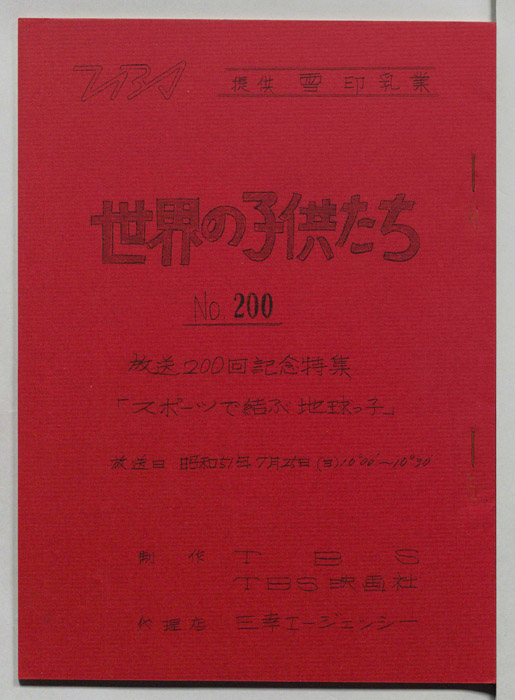 TBS
提供 雪印乳業
世界の子供たち
No. 200
放送200回記念特集
「スポーツで結ぶ 地球っ子」
放送日 昭和51年7月25日(日)10°00'~10°30'
制作 TBS
TBS映画社
代理店 三幸エージェンシー